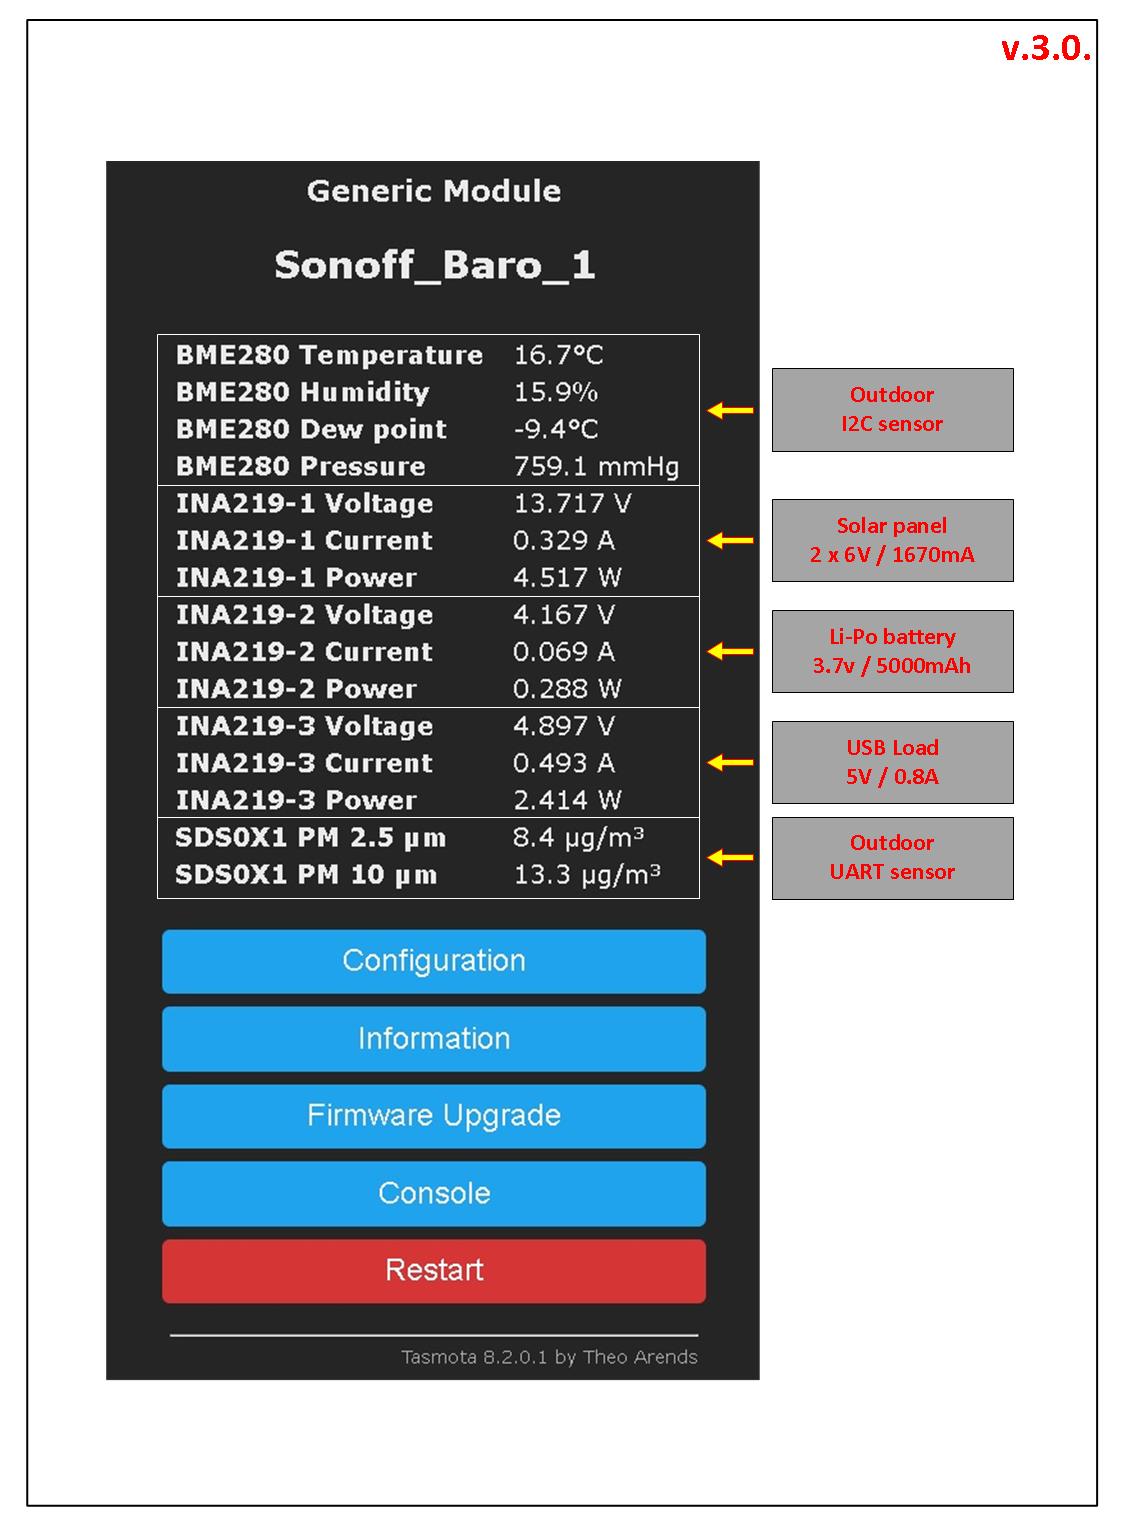 v.3.0.
Generic Module
Sonoff_Baro_1
BME280 Temperature 16.7°C
BME280 Humidity 15.9%
BME280 Dew point -9.4°C
BME280 Pressure 759.1 mmHg
Outdoor
I2C sensor
INA219-1 Voltage 13.717 V
INA219-1 Current 0.329 A
INA219-1 Power 4.517 W
Solar panel
2 x 6V / 1670mA
INA219-2 Voltage 4.167 V
INA219-2 Current 0.069 A
INA219-2 Power 0.288 W
Li-Po battery
3.7v / 5000mAh
INA219-3 Voltage 4.897 V
INA219-3 Current 0.493 A
INA219-3 Power 2.414 W
USB Load
5V / 0.8A
SDS0X1 PM 2.5 µm 8.4 µg/m³
SDS0X1 PM 10 µm 13.3 µg/m³
Outdoor
UART sensor
Configuration
Information
Firmware Upgrade
Console
Restart
Tasmota 8.2.0.1 by Theo Arends